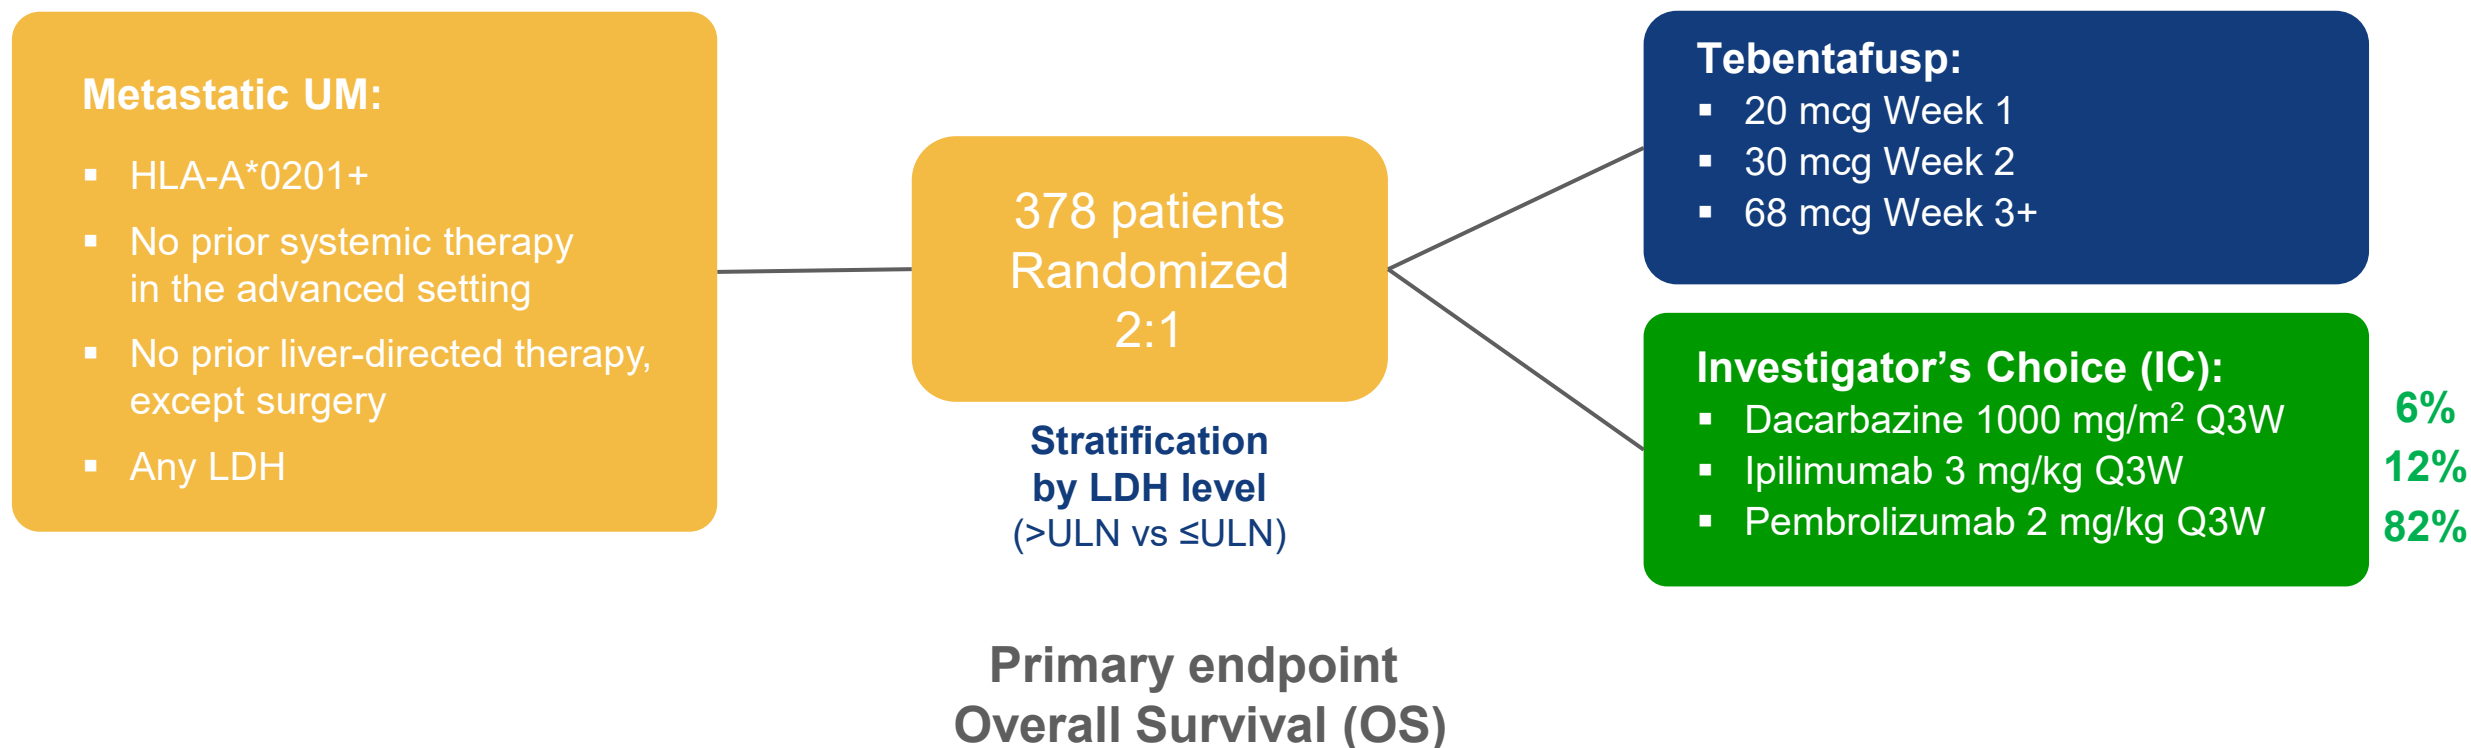 Metastatic UM:
▪ HLA-A*0201+
▪ No prior systemic therapy
in the advanced setting
▪ No prior liver-directed therapy,
except surgery
▪ Any LDH
378 patients
Randomized
2:1
Stratification
by LDH level
(>ULN vs ≤ULN)
Tebentafusp:
▪ 20 mcg Week 1
▪ 30 mcg Week 2
▪ 68 mcg Week 3+
Investigator’s Choice (IC):
▪ Dacarbazine 1000 mg/m² Q3W 6%
▪ Ipilimumab 3 mg/kg Q3W 12%
▪ Pembrolizumab 2 mg/kg Q3W 82%
Primary endpoint
Overall Survival (OS)